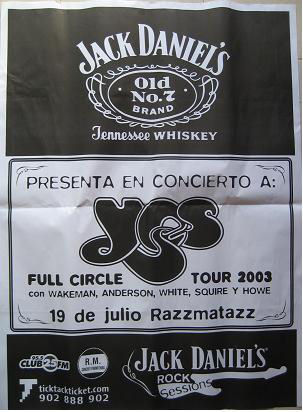 JACK DANIEL'S
Old
No.7
BRAND
Tennessee WHISKEY
PRESENTA EN CONCIERTO A:
YES
FULL CIRCLE TOUR 2003
con WAKEMAN, ANDERSON, WHITE, SQUIRE Y HOWE
19 de julio Razzmatazz
95.5
CLUB 25 FM
R.M.
JACK DANIEL'S
ROCK
Sessions
ticktackticket.com
902 888 902